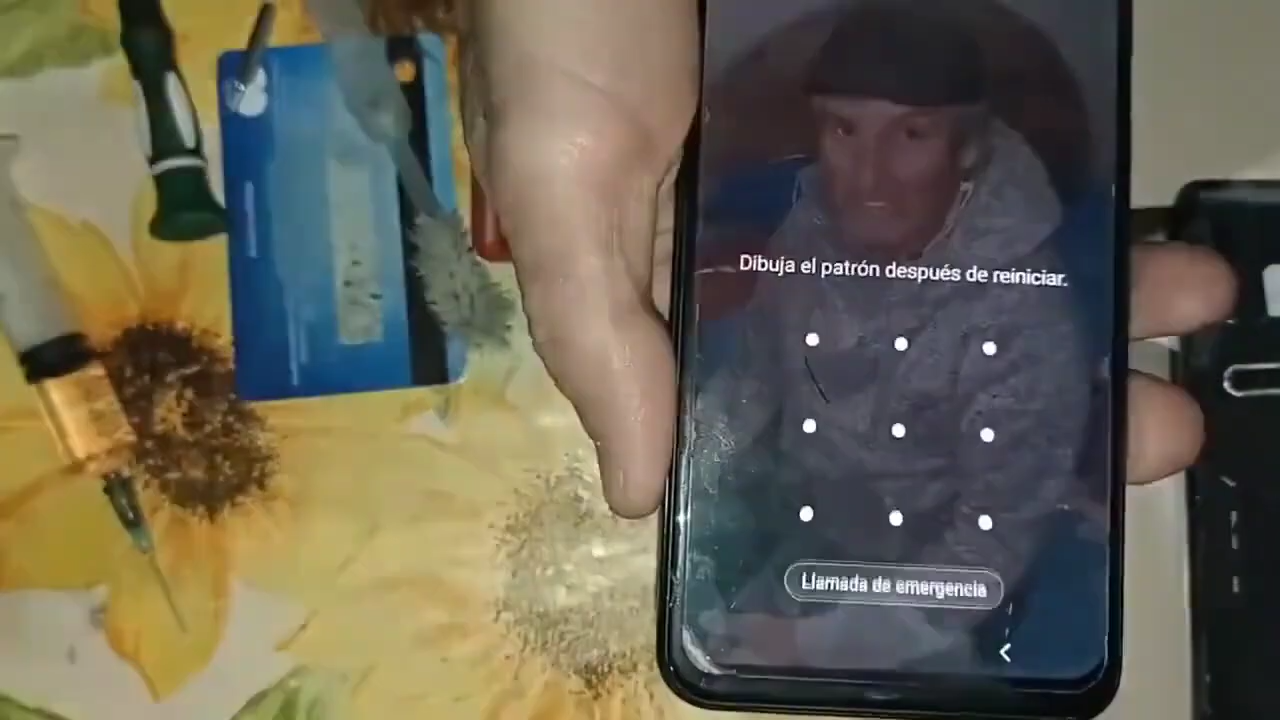 Dibuja el patrón después de reiniciar.
Llamada de emergencia